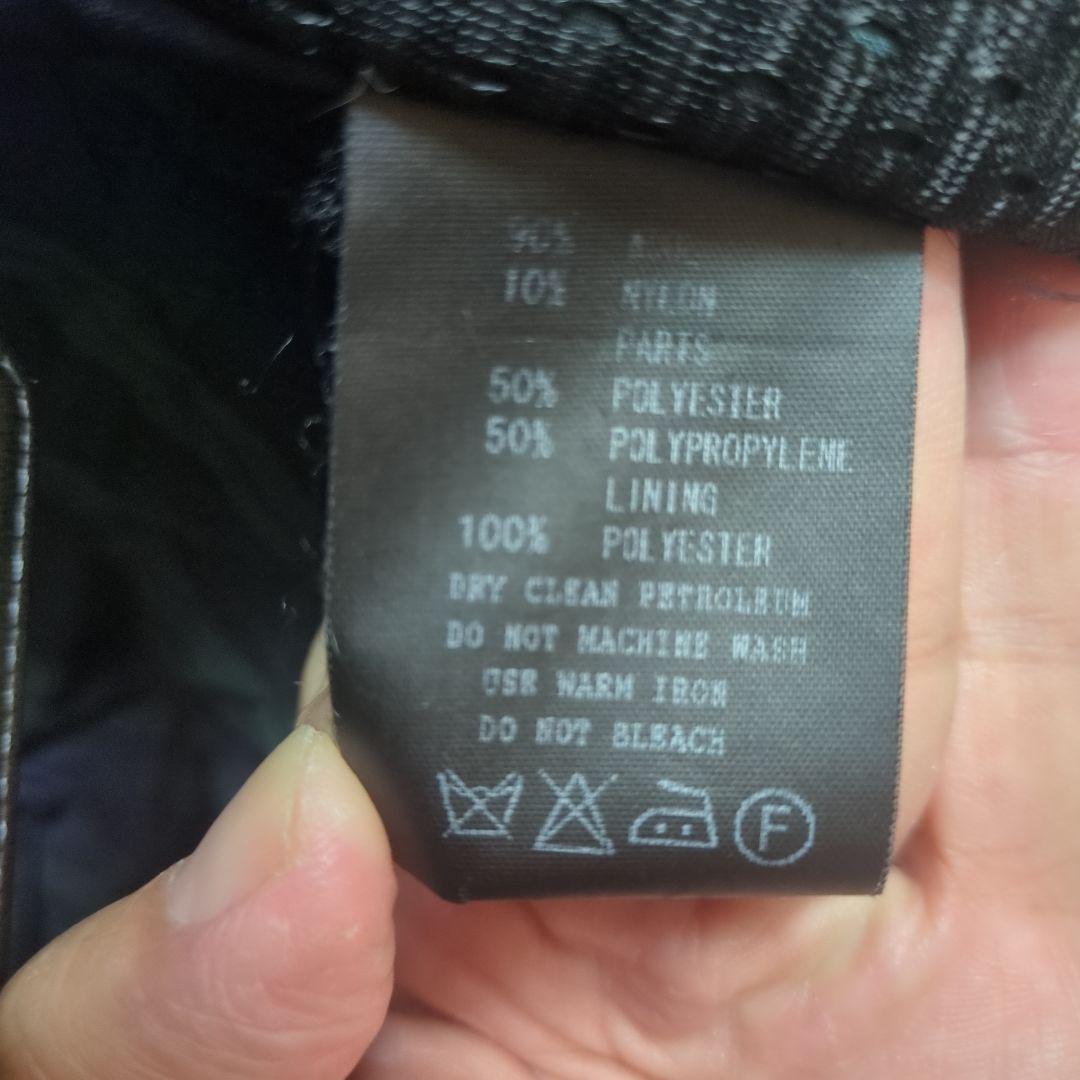 90%
10% NYLON
PARTS
50% POLYESTER
50% POLYPROPYLENE
LINING
100% POLYESTER
DRY CLEAN PETROLEUM
DO NOT MACHINE WASH
USE WARM IRON
DO NOT BLEACH
F